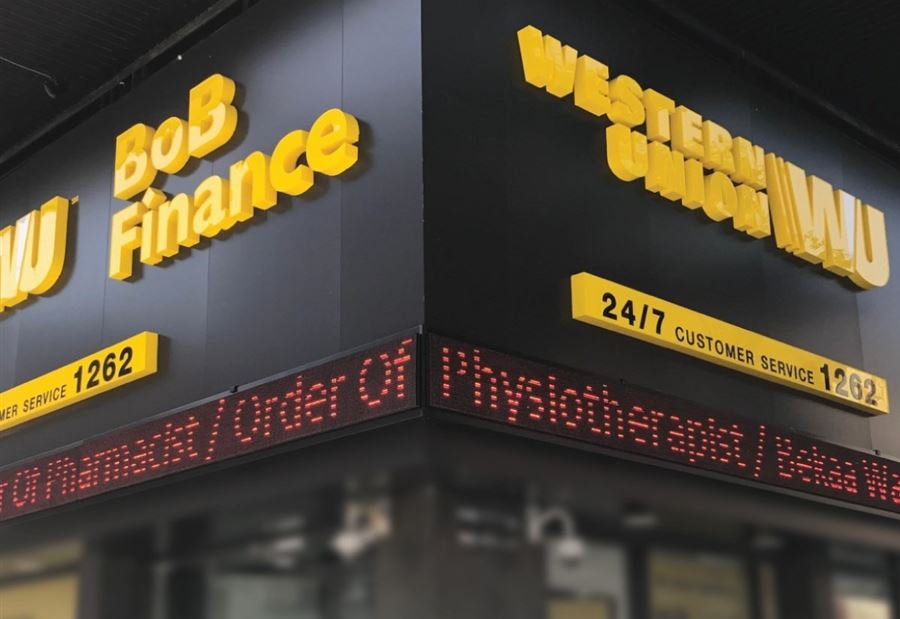 BoB
Finance
WU
MER SERVICE 1262
r Of Pharmacist / Order Of
WESTERN
UNION
WU
24/7 CUSTOMER SERVICE 1262
Physiotherapist / Bekaa Wa